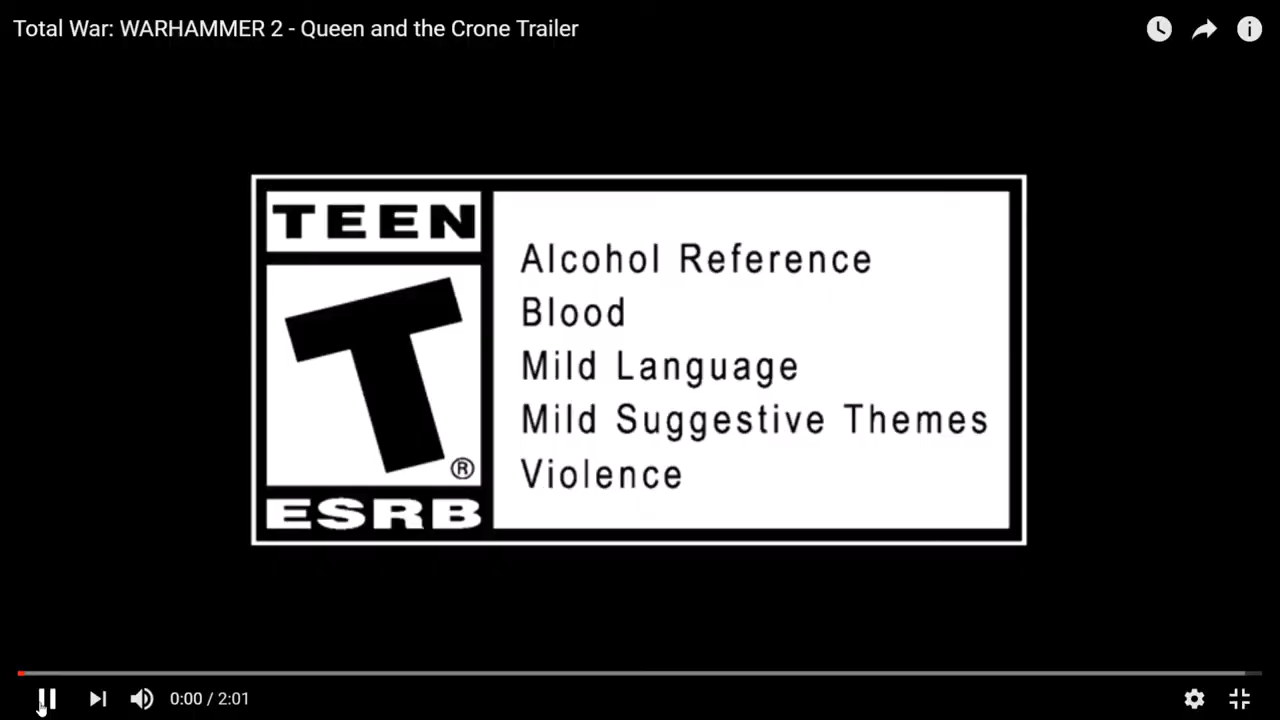 Total War: WARHAMMER 2 - Queen and the Crone Trailer
TEEN
T
®
ESRB
Alcohol Reference
Blood
Mild Language
Mild Suggestive Themes
Violence
0:00 / 2:01